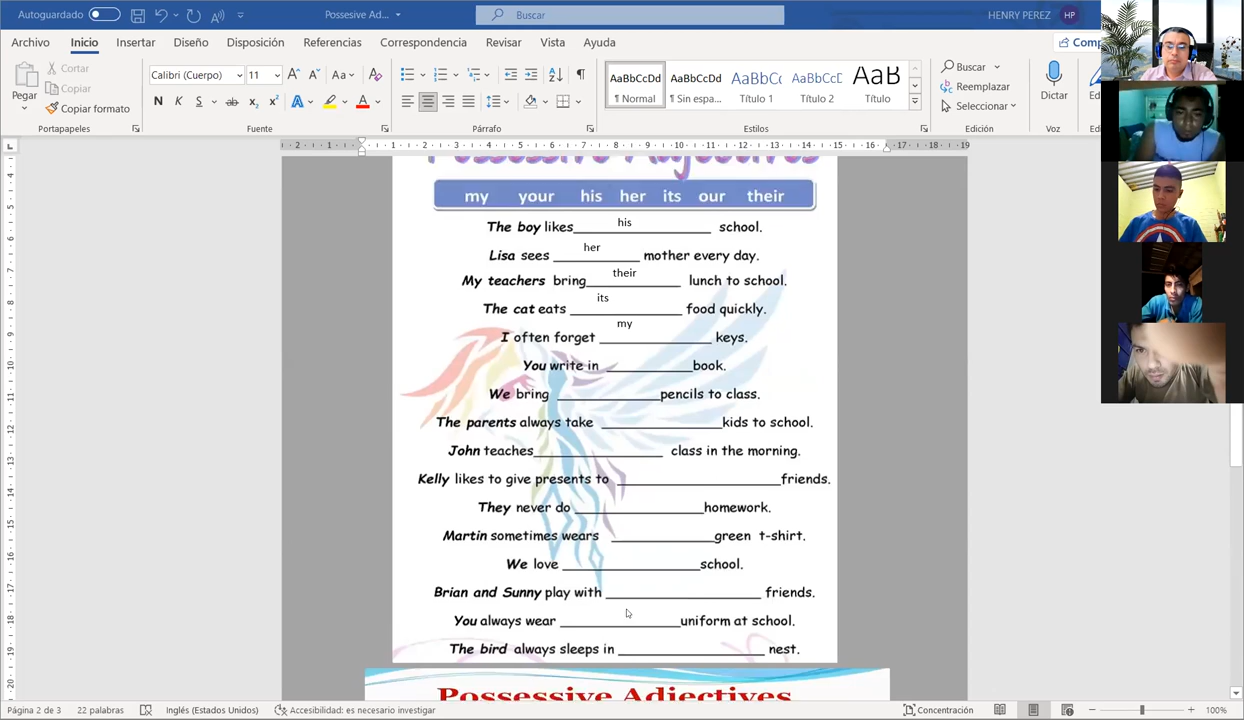 Autoguardado
Possesive Ad...
Buscar
HENRY PEREZ
HP
Archivo Inicio Insertar Diseño Disposición Referencias Correspondencia Revisar Vista Ayuda
Pegar
Cortar
Copiar
Copiar formato
Portapapeles
Calibri (Cuerpo) 11
Fuente
Párrafo
AaBbCcDd AaBbCcDd AaBbC( AaBbCcE AaB
¶ Normal ¶ Sin espa... Título 1 Título 2 Título
Estilos
Buscar
Reemplazar
Seleccionar
Edición
Dictar
Voz
Possessive Adjectives
my your his her its our their
The boy likes his school.
Lisa sees her mother every day.
My teachers bring their lunch to school.
The cat eats its food quickly.
I often forget my keys.
You write in book.
We bring pencils to class.
The parents always take kids to school.
John teaches class in the morning.
Kelly likes to give presents to friends.
They never do homework.
Martin sometimes wears green t-shirt.
We love school.
Brian and Sunny play with friends.
You always wear uniform at school.
The bird always sleeps in nest.
Possessive Adjectives
Página 2 de 3 22 palabras Inglés (Estados Unidos) Accesibilidad: es necesario investigar Concentración 100%